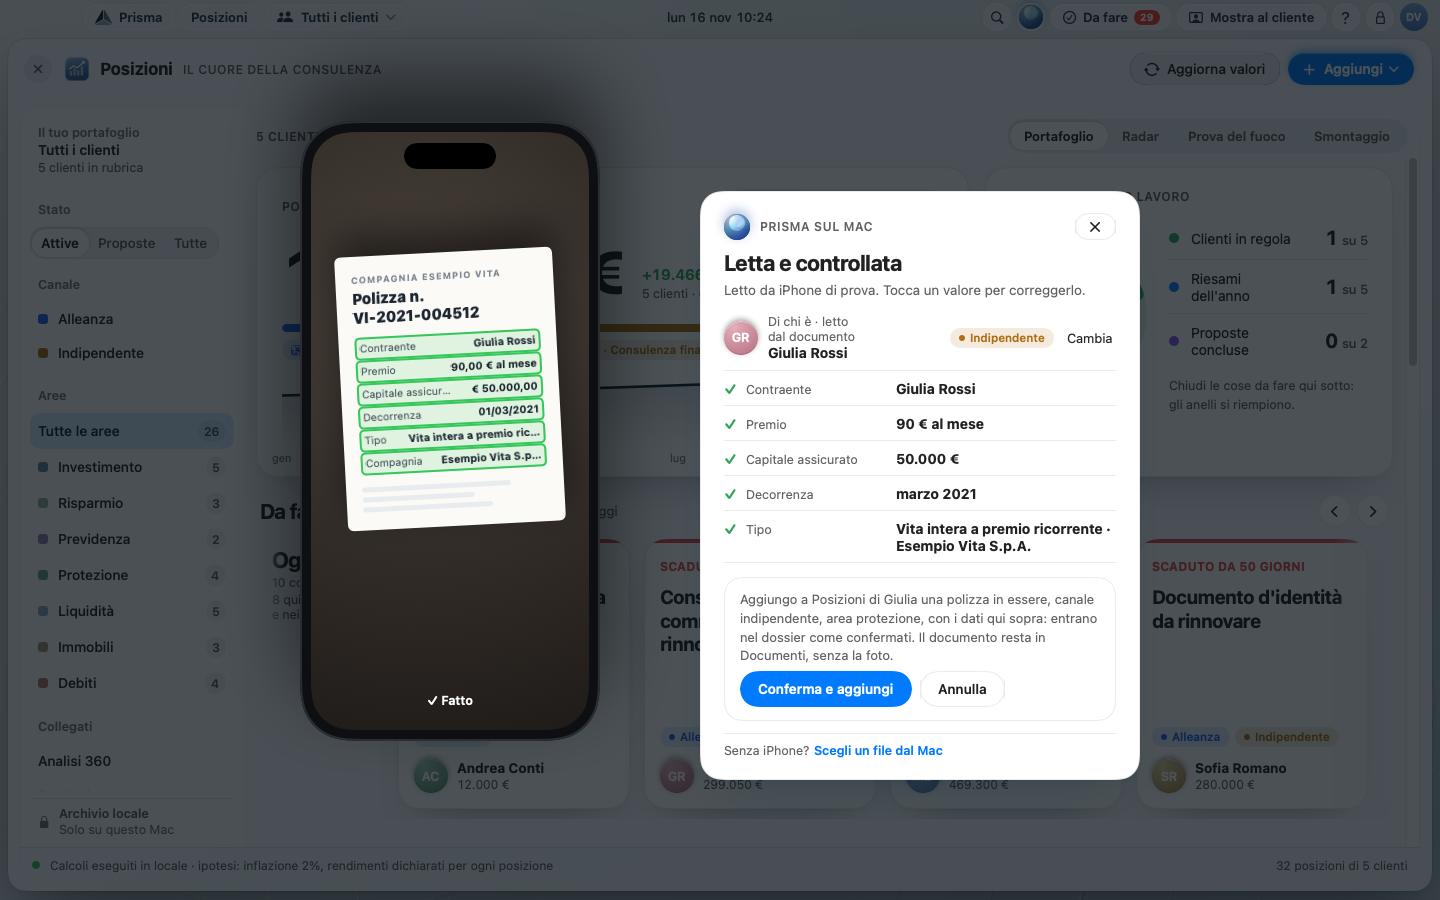 Prisma
Posizioni
Tutti i clienti
lun 16 nov 10:24
Da fare 29
Mostra al cliente
?
DV
Posizioni IL CUORE DELLA CONSULENZA
Aggiorna valori
Aggiungi
Il tuo portafoglio
Tutti i clienti
5 clienti in rubrica
Stato
Attive Proposte Tutte
Canale
Alleanza
Indipendente
Aree
Tutte le aree 26
Investimento 5
Risparmio 3
Previdenza 2
Protezione 4
Liquidità 5
Immobili 3
Debiti 4
Collegati
Analisi 360
Archivio locale
Solo su questo Mac
5 CLIENT
Portafoglio Radar Prova del fuoco Smontaggio
€
+19.466
5 clienti ·
· Consulenza fina
gen
lug
LAVORO
Clienti in regola 1 su 5
Riesami dell'anno 1 su 5
Proposte concluse 0 su 2
Chiudi le cose da fare qui sotto:
gli anelli si riempiono.
COMPAGNIA ESEMPIO VITA
Polizza n.
VI-2021-004512
Contraente Giulia Rossi
Premio 90,00 € al mese
Capitale assicur... € 50.000,00
Decorrenza 01/03/2021
Tipo Vita intera a premio ric...
Compagnia Esempio Vita S.p...
Fatto
PRISMA SUL MAC
Letta e controllata
Letto da iPhone di prova. Tocca un valore per correggerlo.
GR
Di chi è · letto
dal documento
Giulia Rossi
Indipendente
Cambia
Contraente Giulia Rossi
Premio 90 € al mese
Capitale assicurato 50.000 €
Decorrenza marzo 2021
Tipo Vita intera a premio ricorrente ·
Esempio Vita S.p.A.
Aggiungo a Posizioni di Giulia una polizza in essere, canale
indipendente, area protezione, con i dati qui sopra: entrano
nel dossier come confermati. Il documento resta in
Documenti, senza la foto.
Conferma e aggiungi
Annulla
Senza iPhone? Scegli un file dal Mac
AC
Andrea Conti
12.000 €
GR
299.050 €
469.300 €
SCADUTO DA 50 GIORNI
Documento d'identità
da rinnovare
Alleanza
Indipendente
SR
Sofia Romano
280.000 €
Calcoli eseguiti in locale · ipotesi: inflazione 2%, rendimenti dichiarati per ogni posizione
32 posizioni di 5 clienti